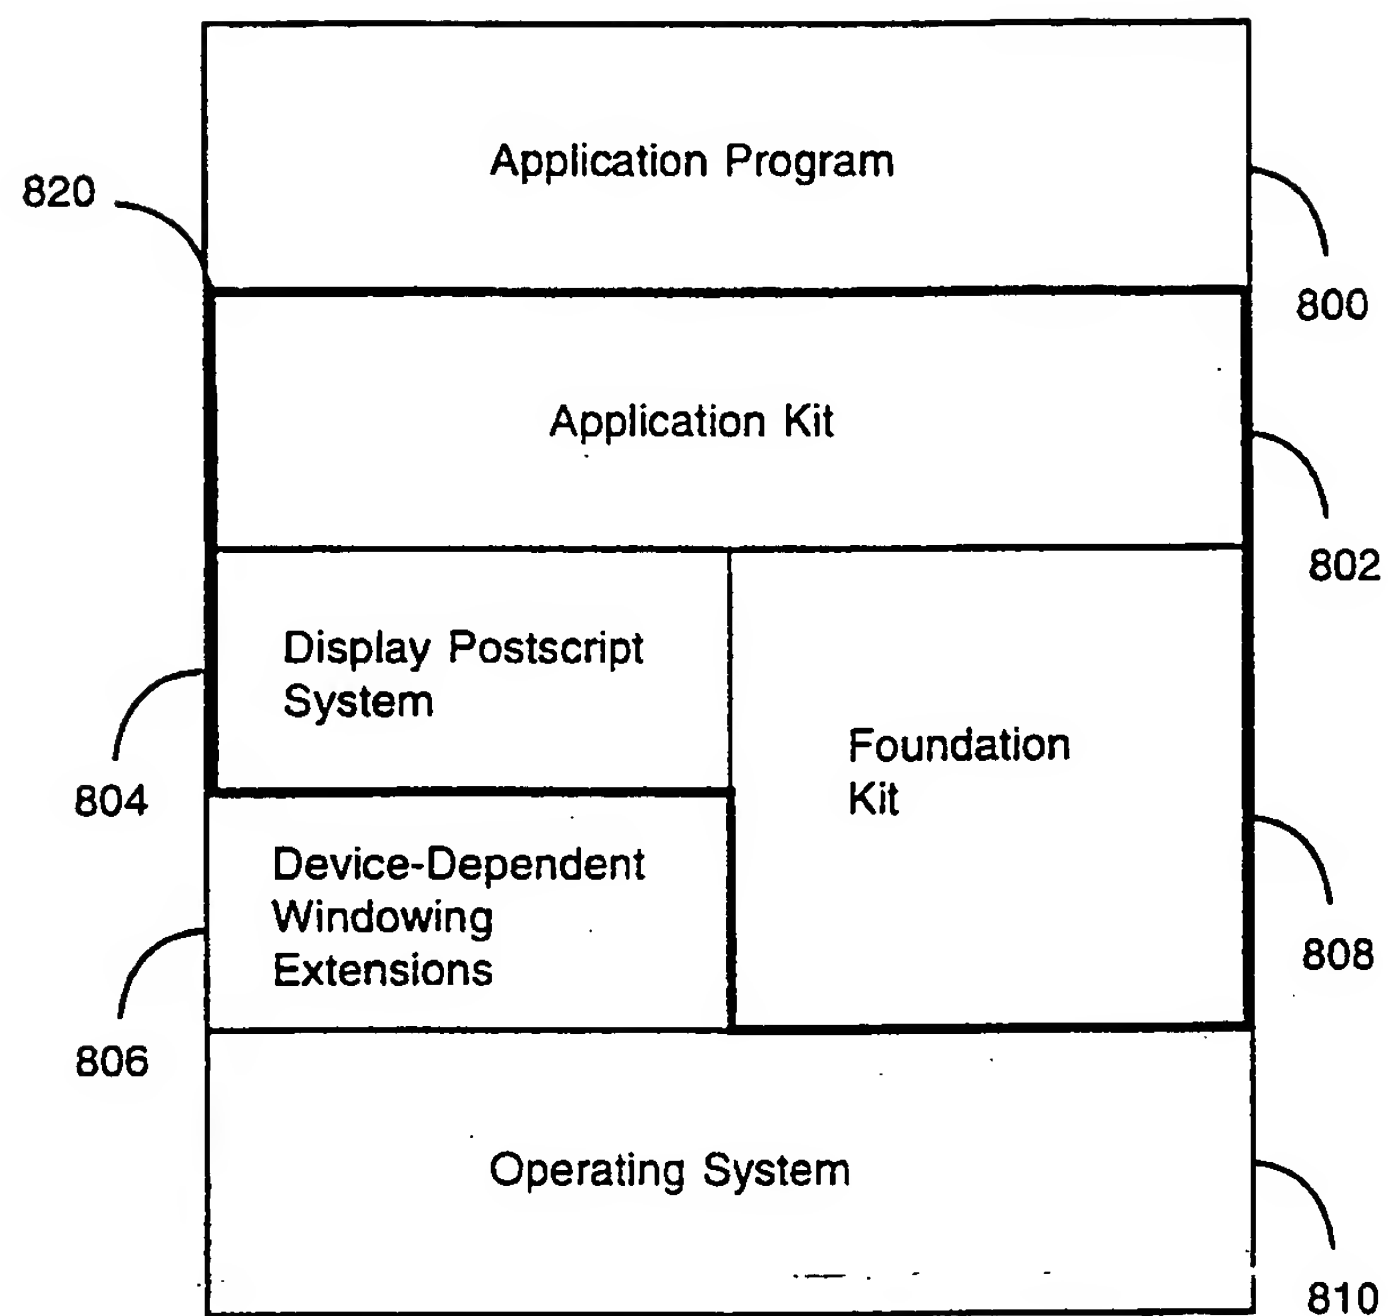 Application Program
820
800
Application Kit
802
Display Postscript
System
Foundation
Kit
804
Device-Dependent
Windowing
Extensions
808
806
Operating System
810